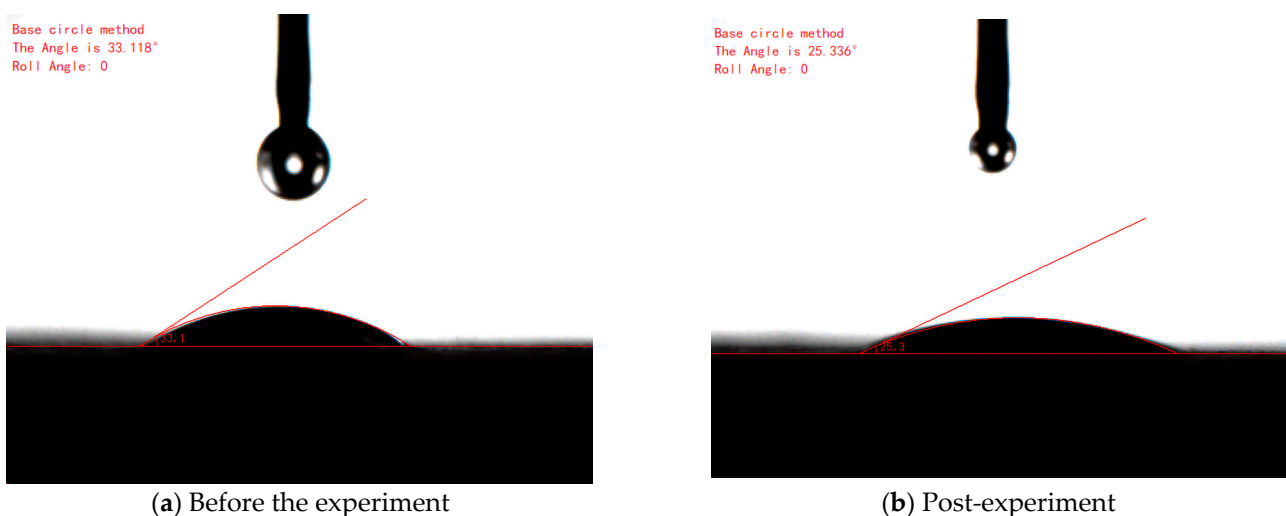 Base circle method
The Angle is 33.118°
Roll Angle: 0
33.1
(a) Before the experiment
Base circle method
The Angle is 25.336°
Roll Angle: 0
25.3
(b) Post-experiment